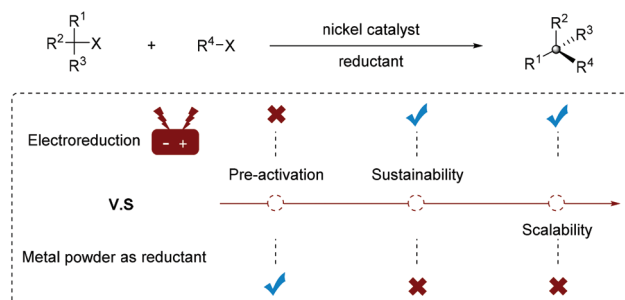 R¹
R² X + R⁴–X nickel catalyst R²
R³ reductant R³
R¹ R⁴
Electroreduction - +
Pre-activation Sustainability
V.S
Scalability
Metal powder as reductant